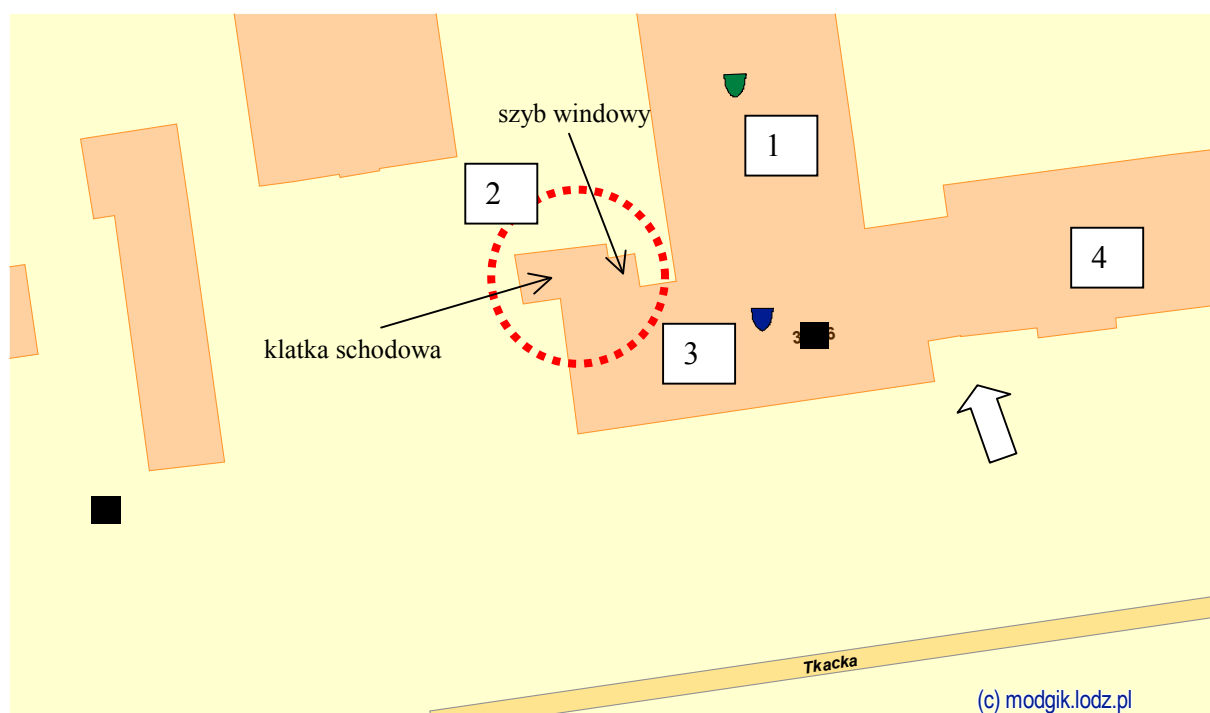 szyb windowy
1
2
4
3
klatka schodowa
Tkacka
(c) modgik.lodz.pl